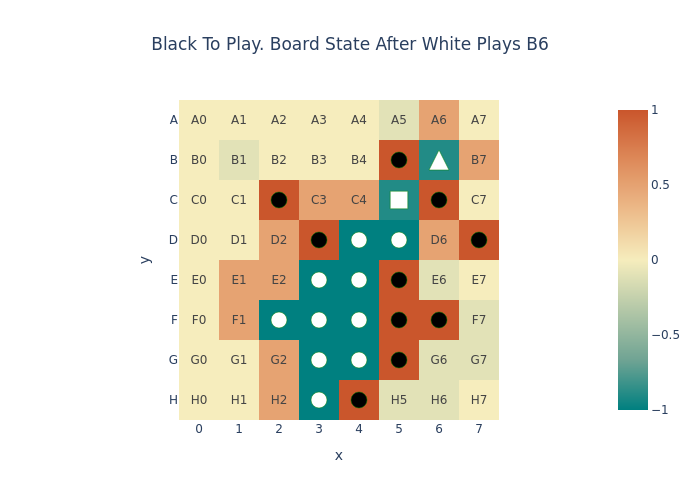 Black To Play. Board State After White Plays B6
A A0 A1 A2 A3 A4 A5 A6 A7 1
B B0 B1 B2 B3 B4 B7
C C0 C1 C3 C4 C7 0.5
D D0 D1 D2 D6
y E E0 E1 E2 E6 E7 0
F F0 F1 F7
G G0 G1 G2 G6 G7 −0.5
H H0 H1 H2 H5 H6 H7 −1
0 1 2 3 4 5 6 7
x